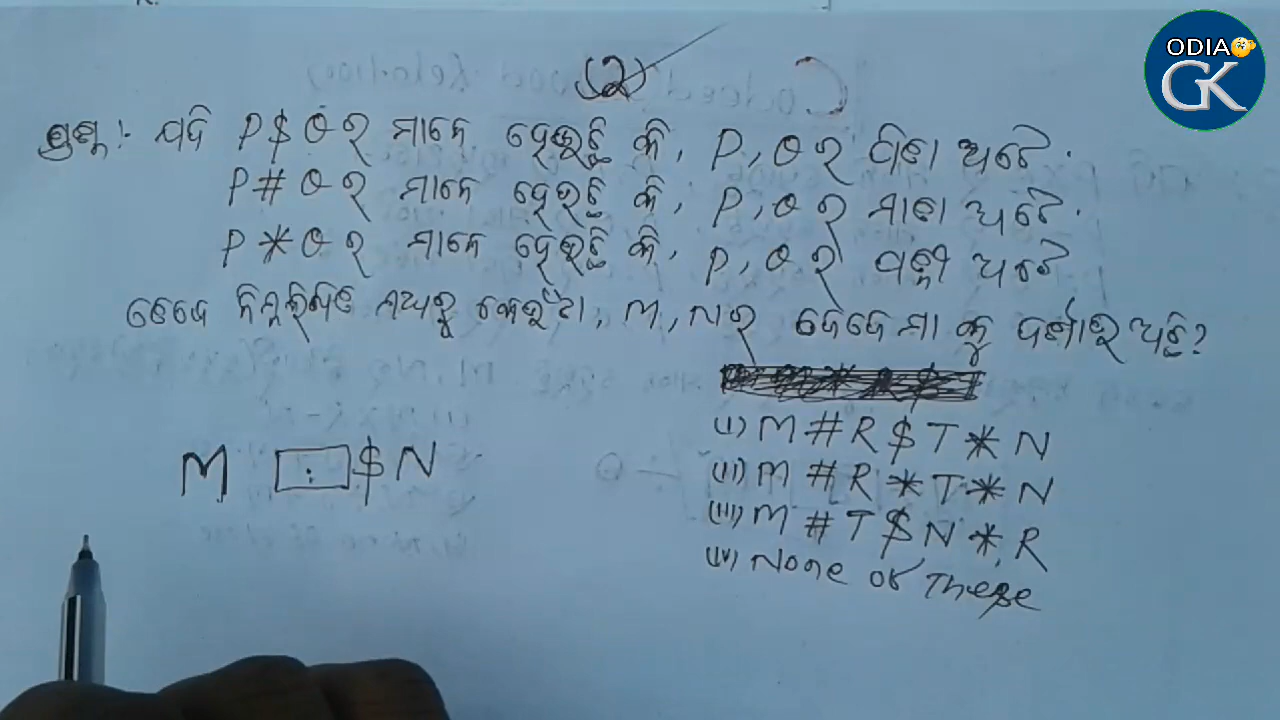 ODIA
GK
(2)
ପ୍ରଶ୍ନ :- ଯଦି P $ Q ର ମାନେ ହେଉଛି କି, P, Q ର ପିତା ଅଟେ.
P # Q ର ମାନେ ହେଉଛି କି, P, Q ର ମାତା ଅଟେ.
P * Q ର ମାନେ ହେଉଛି କି, P, Q ର ପତ୍ନୀ ଅଟେ
ତେବେ ନିମ୍ନଲିଖିତ ମଧ୍ୟରୁ କେଉଁଟା, M, N ର ଜେଜେମା କୁ ଦର୍ଶାଉ ଅଛି?
(I) M # R $ T * N
M : $ N
(II) M # R * T * N
(III) M # T $ N * R
(IV) None of These